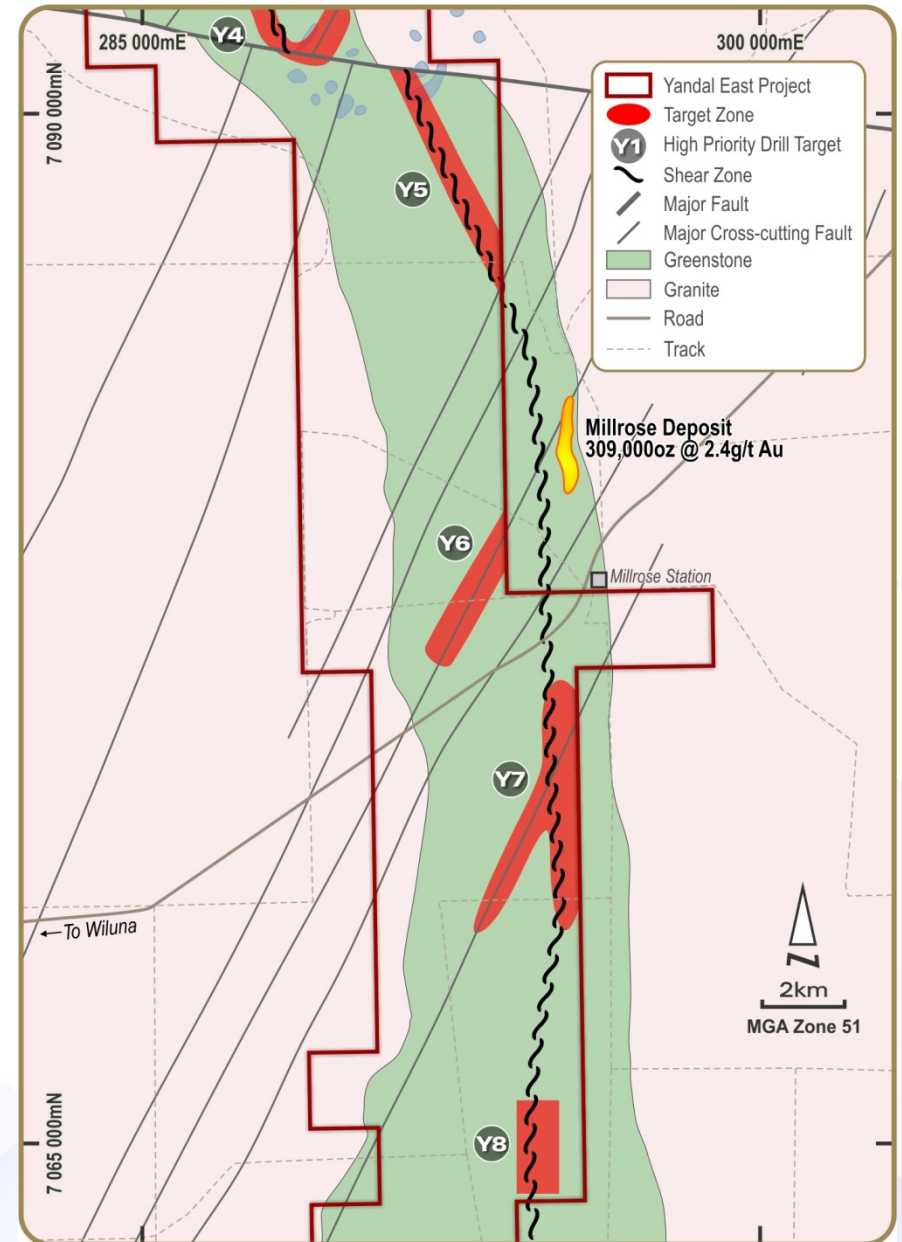 Y4
285 000mE
300 000mE
7 090 000mN
Yandal East Project
Target Zone
Y1 High Priority Drill Target
Shear Zone
Major Fault
Major Cross-cutting Fault
Greenstone
Granite
Road
Track
Y5
Millrose Deposit
309,000oz @ 2.4g/t Au
Y6
Millrose Station
Y7
←To Wiluna
N
2km
MGA Zone 51
7 065 000mN
Y8